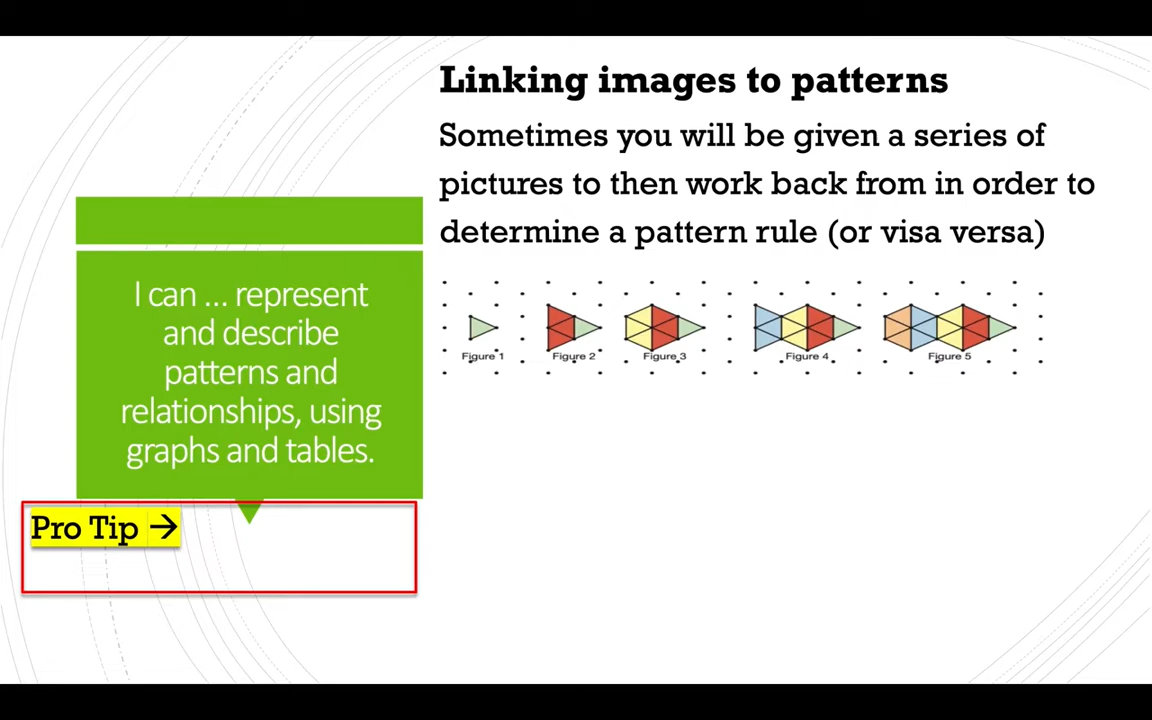 Linking images to patterns
Sometimes you will be given a series of
pictures to then work back from in order to
determine a pattern rule (or visa versa)
I can … represent
and describe
patterns and
relationships, using
graphs and tables.
Figure 1
Figure 2
Figure 3
Figure 4
Figure 5
Pro Tip →